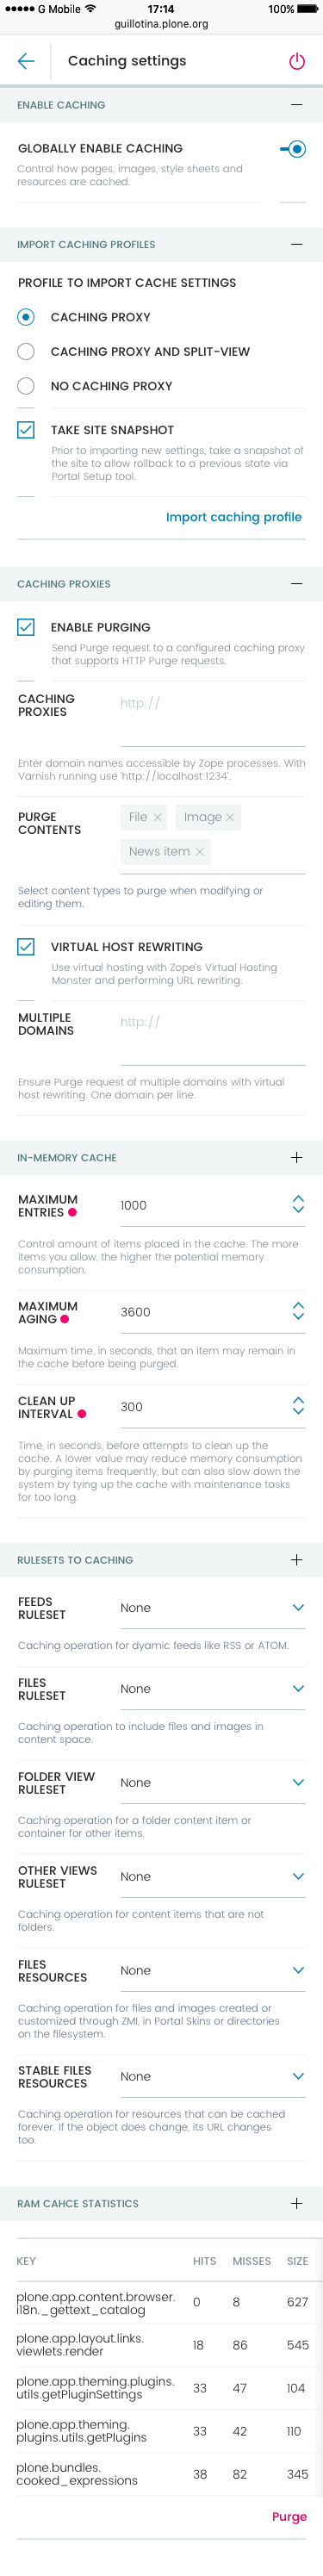 G Mobile 17:14 100%
guillotina.plone.org
Caching settings
ENABLE CACHING
GLOBALLY ENABLE CACHING
Control how pages, images, style sheets and
resources are cached.
IMPORT CACHING PROFILES
PROFILE TO IMPORT CACHE SETTINGS
CACHING PROXY
CACHING PROXY AND SPLIT-VIEW
NO CACHING PROXY
TAKE SITE SNAPSHOT
Prior to importing new settings, take a snapshot of
the site to allow rollback to a previous state via
Portal Setup tool.
Import caching profile
CACHING PROXIES
ENABLE PURGING
Send Purge request to a configured caching proxy
that supports HTTP Purge requests.
CACHING
PROXIES
http://
Enter domain names accessible by Zope processes. With
Varnish running use 'http://localhost:1234'.
PURGE
CONTENTS
File Image
News item
Select content types to purge when modifying or
editing them.
VIRTUAL HOST REWRITING
Use virtual hosting with Zope's Virtual Hosting
Monster and performing URL rewriting.
MULTIPLE
DOMAINS
http://
Ensure Purge request of multiple domains with virtual
host rewriting. One domain per line.
IN-MEMORY CACHE
MAXIMUM
ENTRIES
1000
Control amount of items placed in the cache. The more
items you allow, the higher the potential memory
consumption.
MAXIMUM
AGING
3600
Maximum time, in seconds, that an item may remain in
the cache before being purged.
CLEAN UP
INTERVAL
300
Time, in seconds, before attempts to clean up the
cache. A lower value may reduce memory consumption
by purging items frequently, but can also slow down the
system by tying up the cache with maintenance tasks
for too long.
RULESETS TO CACHING
FEEDS
RULESET
None
Caching operation for dyamic feeds like RSS or ATOM.
FILES
RULESET
None
Caching operation to include files and images in
content space.
FOLDER VIEW
RULESET
None
Caching operation for a folder content item or
container for other items.
OTHER VIEWS
RULESET
None
Caching operation for content items that are not
folders.
FILES
RESOURCES
None
Caching operation for files and images created or
customized through ZMI, in Portal Skins or directories
on the filesystem.
STABLE FILES
RESOURCES
None
Caching operation for resources that can be cached
forever. If the object does change, its URL changes
too.
RAM CAHCE STATISTICS
KEY HITS MISSES SIZE
plone.app.content.browser.
i18n._gettext_catalog
0 8 627
plone.app.layout.links.
viewlets.render
18 86 545
plone.app.theming.plugins.
utils.getPluginSettings
33 47 104
plone.app.theming.
plugins.utils.getPlugins
33 42 110
plone.bundles.
cooked_expressions
38 82 345
Purge